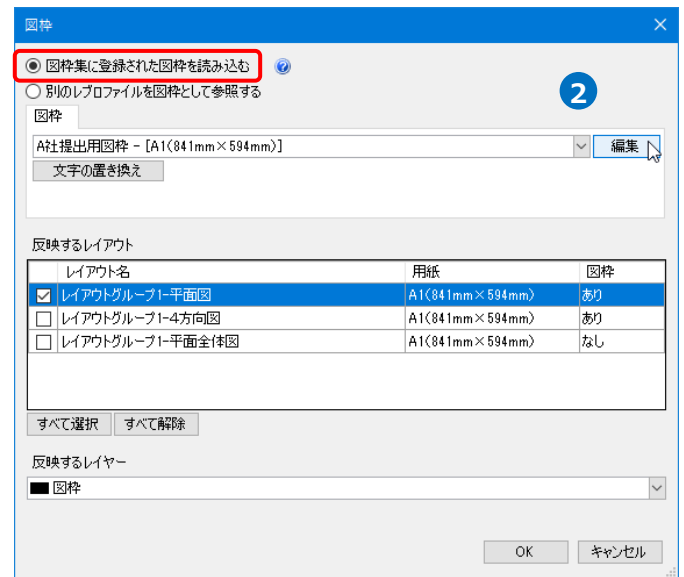 図枠
図枠集に登録された図枠を読み込む
別のレブロファイルを図枠として参照する
2
図枠
A社提出用図枠 - [A1(841mm×594mm)]
編集
文字の置き換え
反映するレイアウト
レイアウト名 用紙 図枠
レイアウトグループ1-平面図 A1(841mm×594mm) あり
レイアウトグループ1-4方向図 A1(841mm×594mm) あり
レイアウトグループ1-平面全体図 A1(841mm×594mm) なし
すべて選択 すべて解除
反映するレイヤー
図枠
OK キャンセル